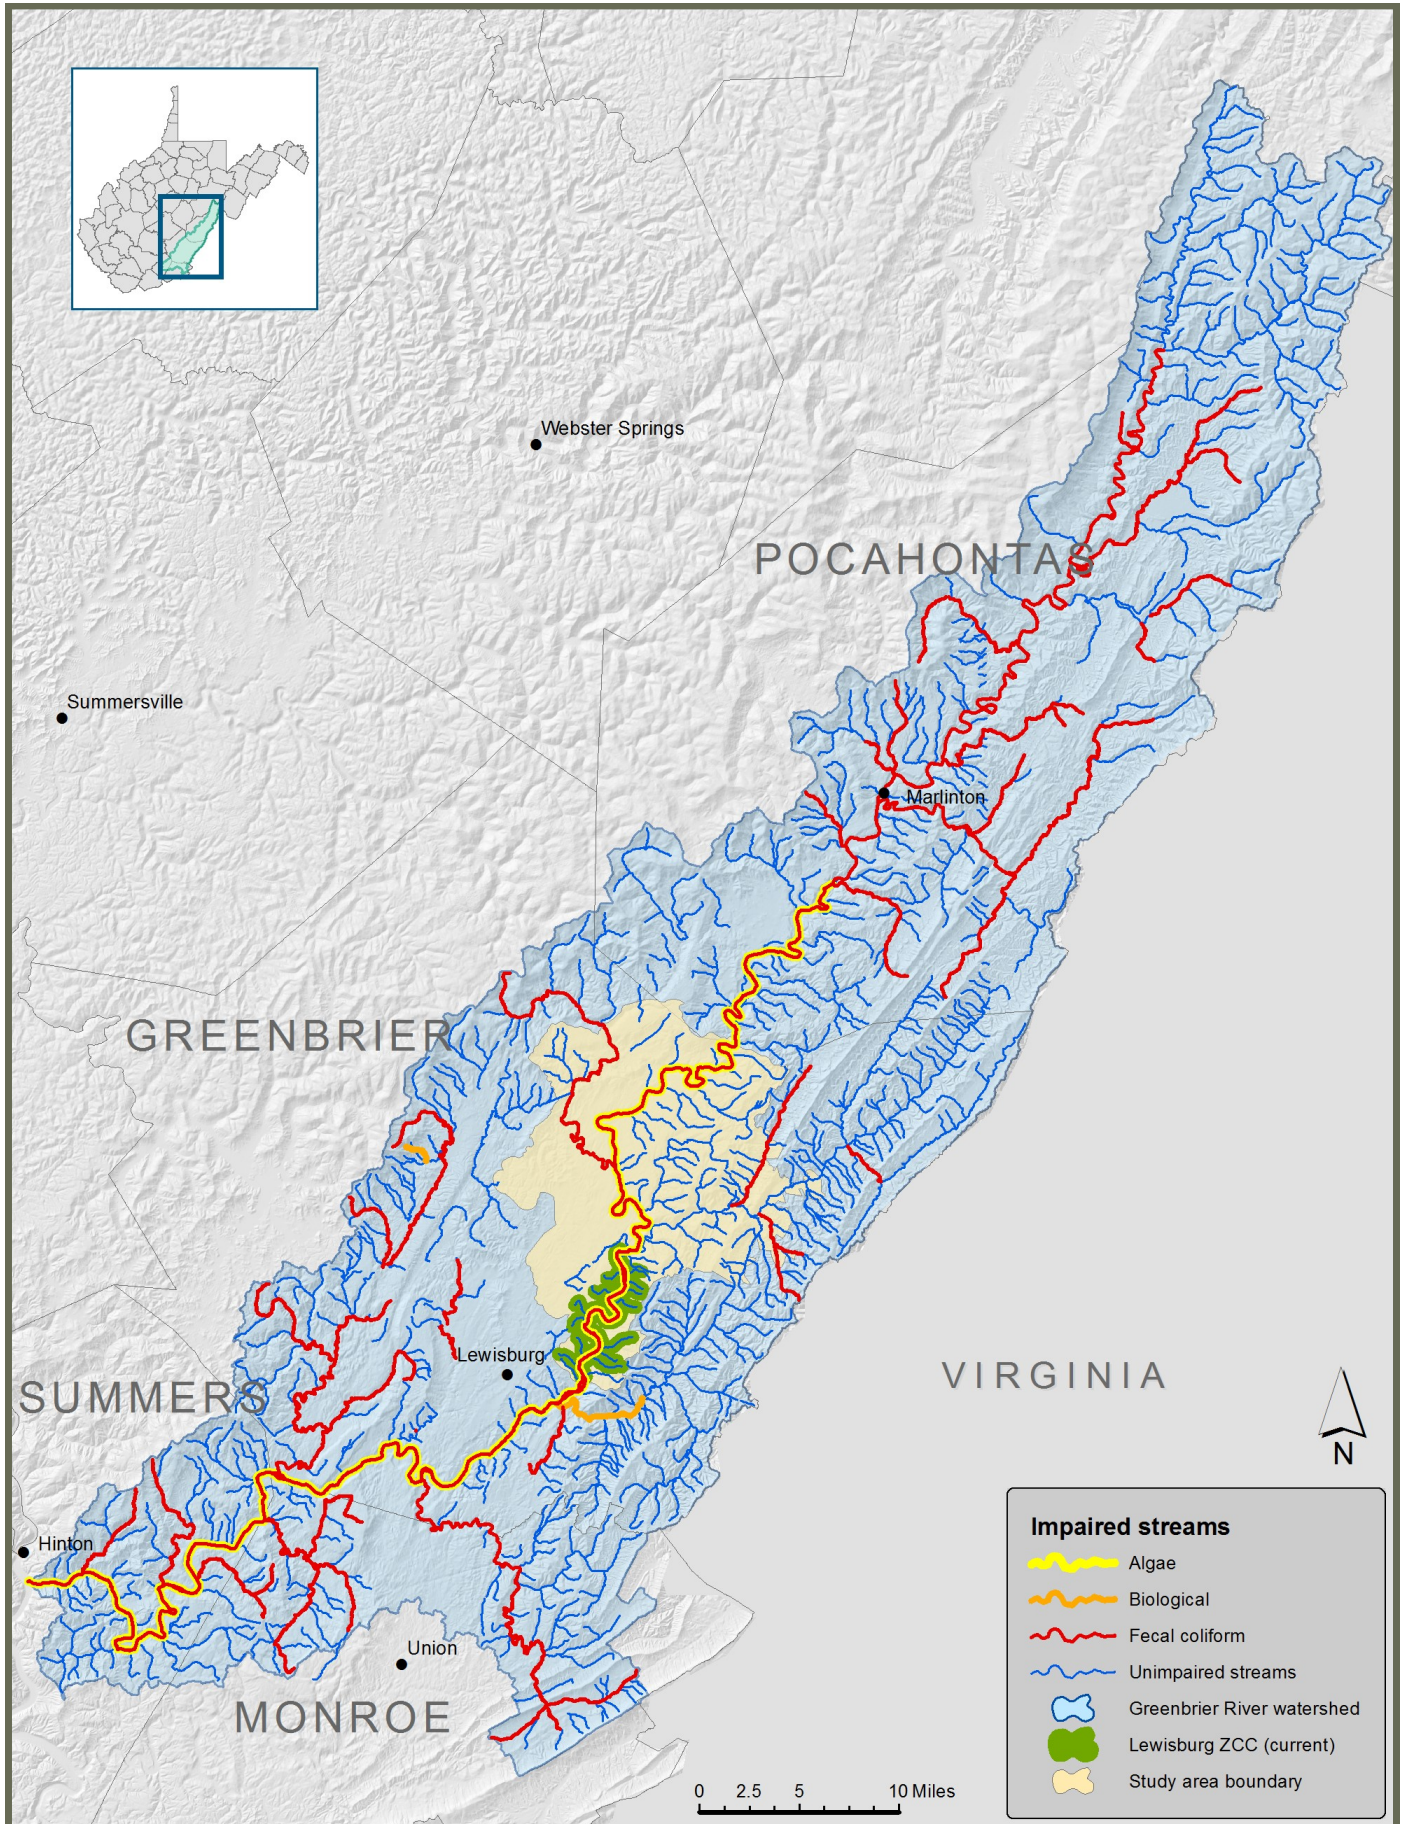 Webster Springs
POCAHONTAS
Summersville
Marlinton
GREENBRIER
Lewisburg
VIRGINIA
SUMMERS
N
Hinton
Union
MONROE
Impaired streams
Algae
Biological
Fecal coliform
Unimpaired streams
Greenbrier River watershed
Lewisburg ZCC (current)
Study area boundary
0 2.5 5 10 Miles